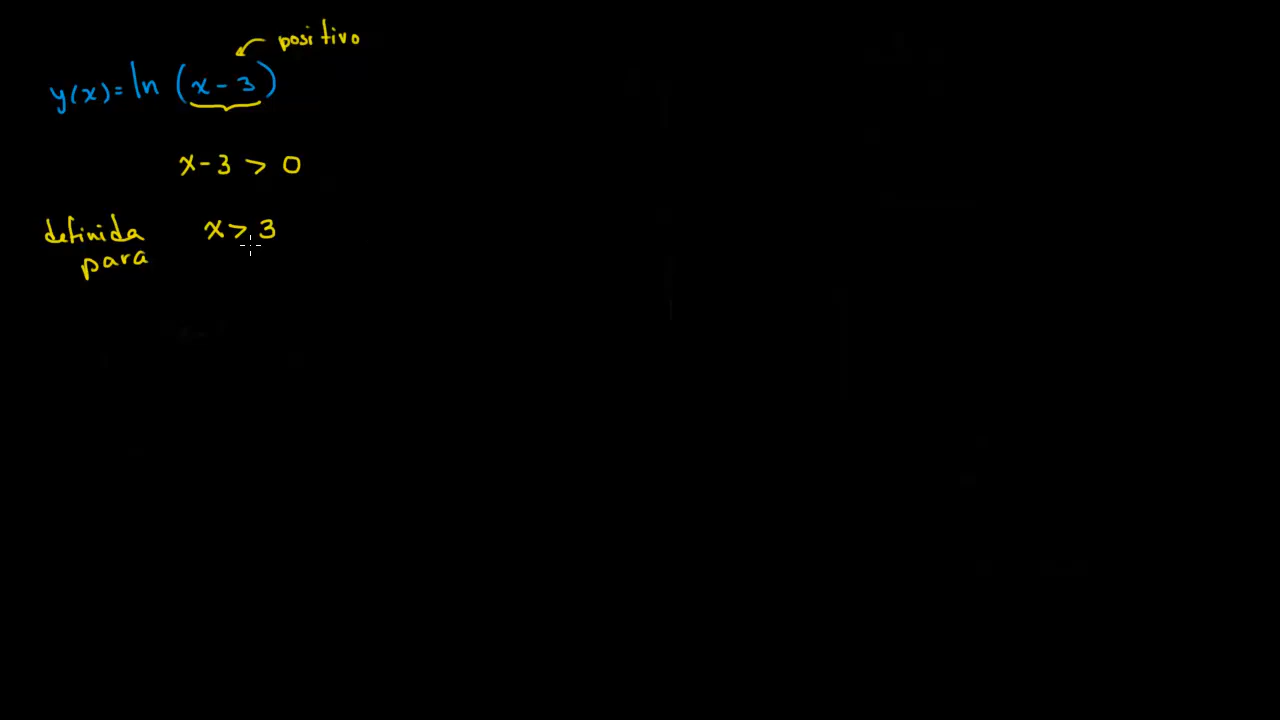 positivo
y(x)= ln (x-3)
x-3 > 0
definida x > 3
para